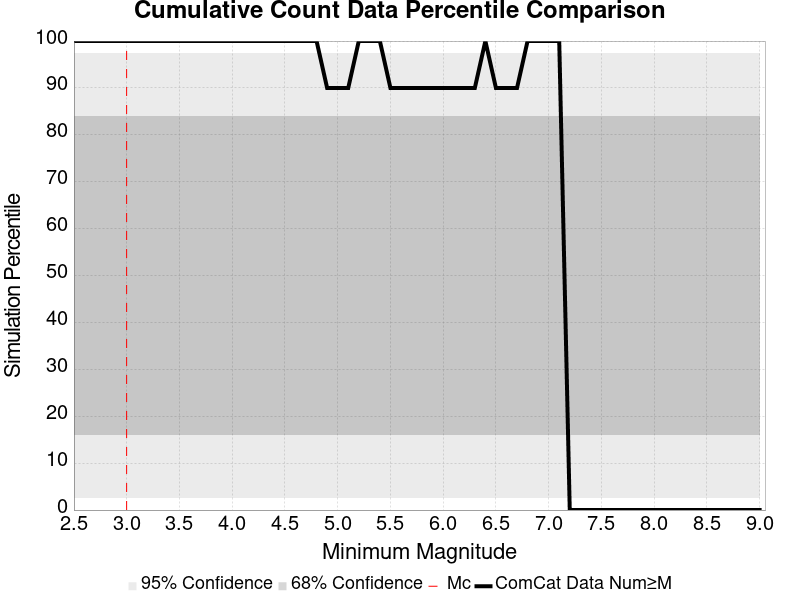 Cumulative Count Data Percentile Comparison
100
90
80
70
60
50
40
30
20
10
0
Simulation Percentile
2.5 3.0 3.5 4.0 4.5 5.0 5.5 6.0 6.5 7.0 7.5 8.0 8.5 9.0
Minimum Magnitude
95% Confidence 68% Confidence Mc ComCat Data Num≥M